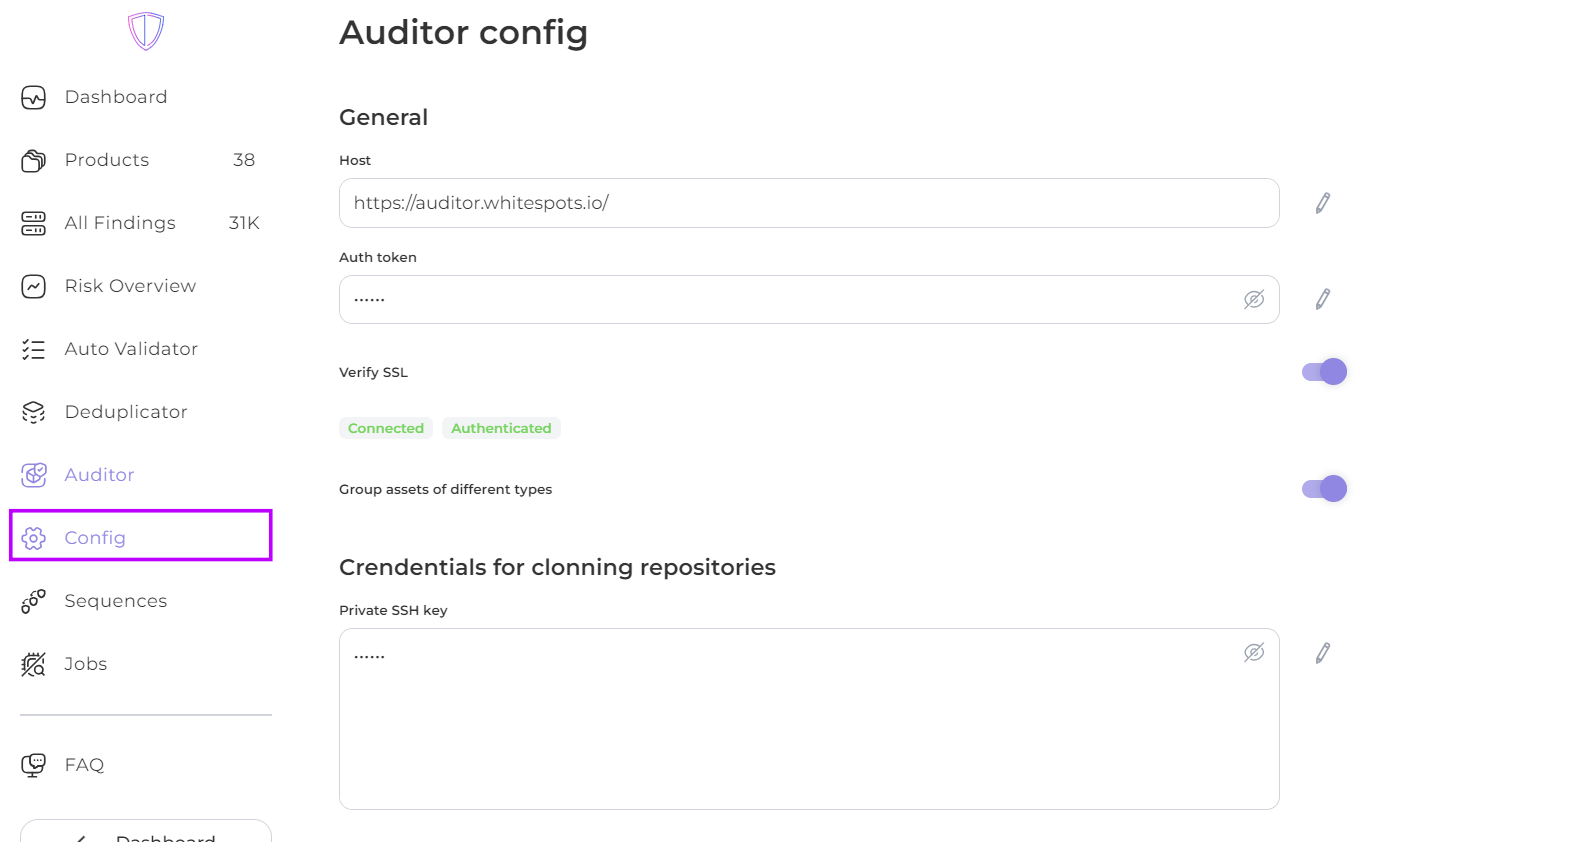 Dashboard
Products 38
All Findings 31K
Risk Overview
Auto Validator
Deduplicator
Auditor
Config
Sequences
Jobs
FAQ
Dashboard
Auditor config
General
Host
https://auditor.whitespots.io/
Auth token
······
Verify SSL
Connected Authenticated
Group assets of different types
Crendentials for clonning repositories
Private SSH key
······